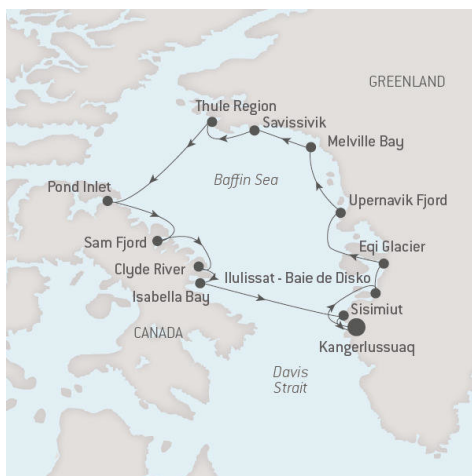 GREENLAND
Thule Region
Savissivik
Melville Bay
Baffin Sea
Pond Inlet
Upernavik Fjord
Sam Fjord
Eqi Glacier
Clyde River
Ilulissat - Baie de Disko
Isabella Bay
Sisimiut
CANADA
Kangerlussuaq
Davis
Strait